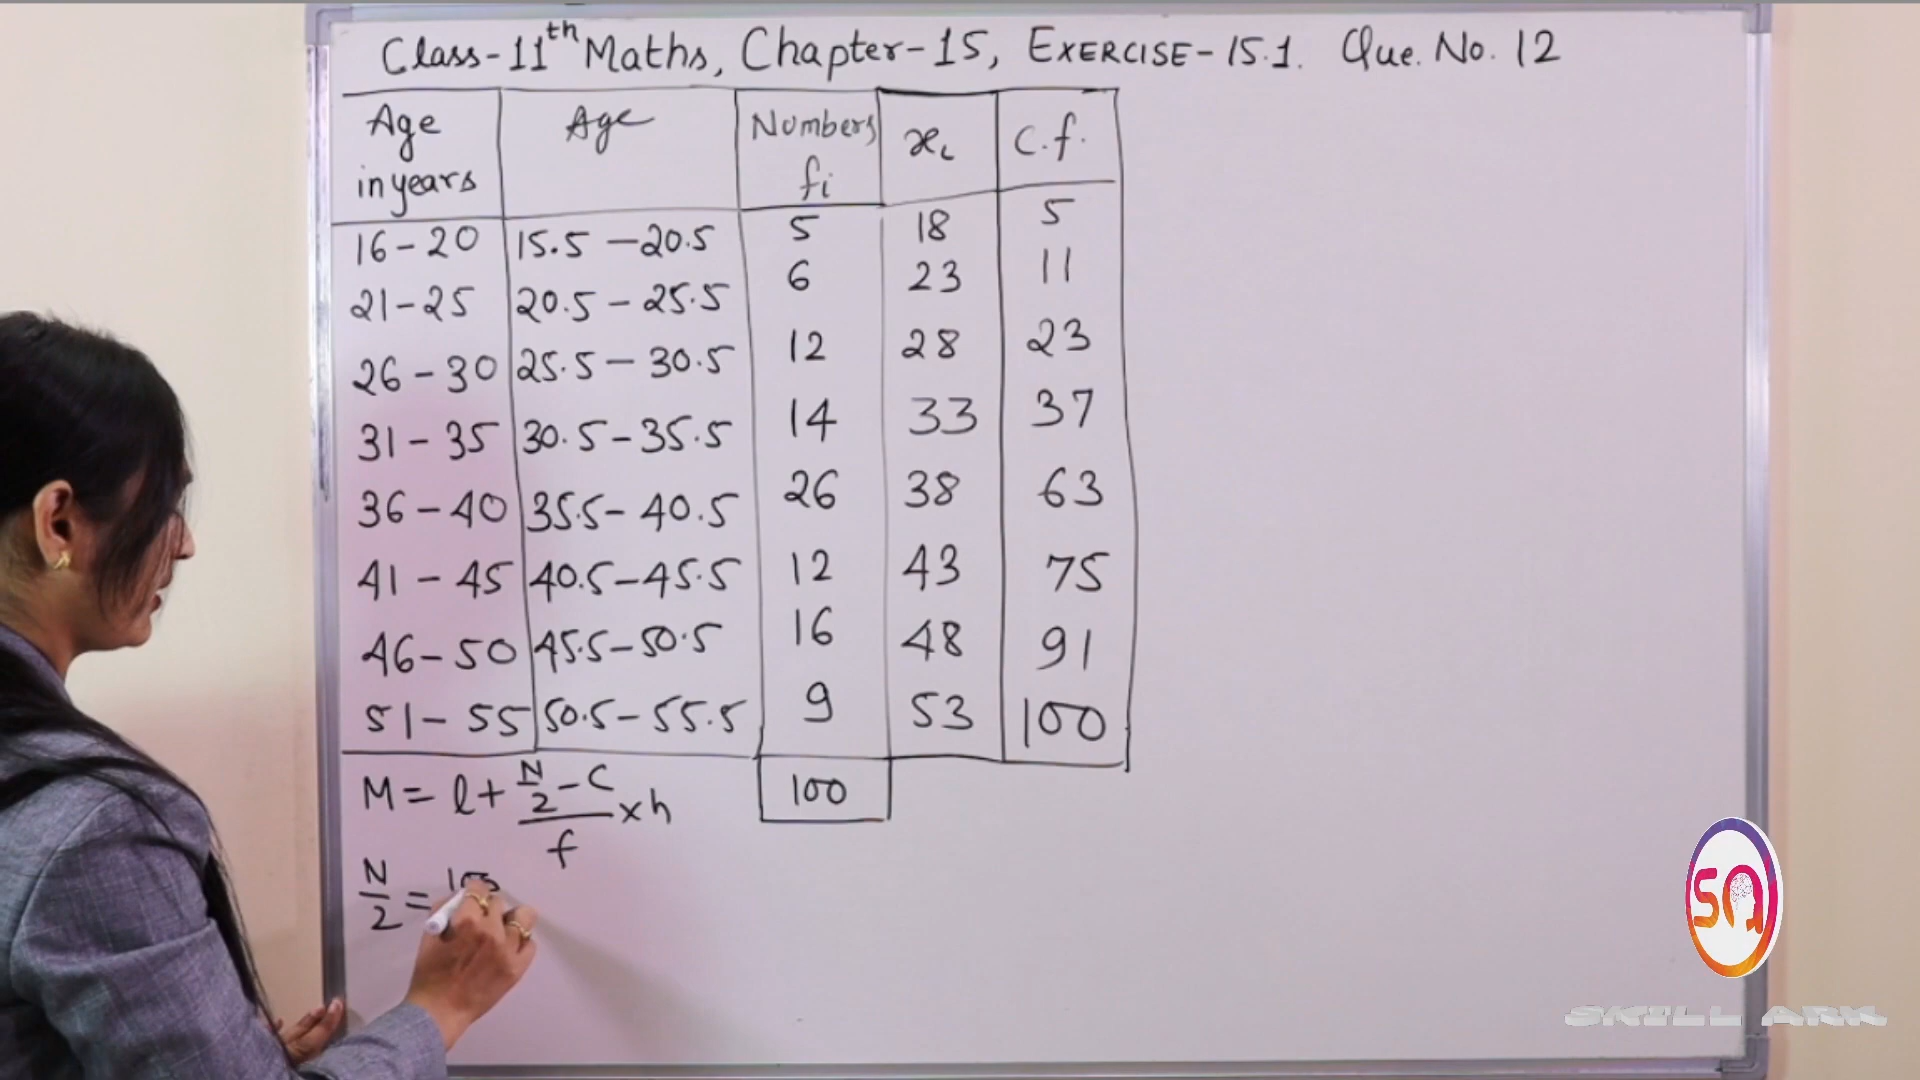 Class-11th Maths, Chapter-15, EXERCISE-15.1. Que. No. 12
Age in years Age Numbers fi xi C.f.
16-20 15.5-20.5 5 18 5
21-25 20.5-25.5 6 23 11
26-30 25.5-30.5 12 28 23
31-35 30.5-35.5 14 33 37
36-40 35.5-40.5 26 38 63
41-45 40.5-45.5 12 43 75
46-50 45.5-50.5 16 48 91
51-55 50.5-55.5 9 53 100
M = l + N/2 - C / f × h 100
N/2 = 100
SKILL ARK